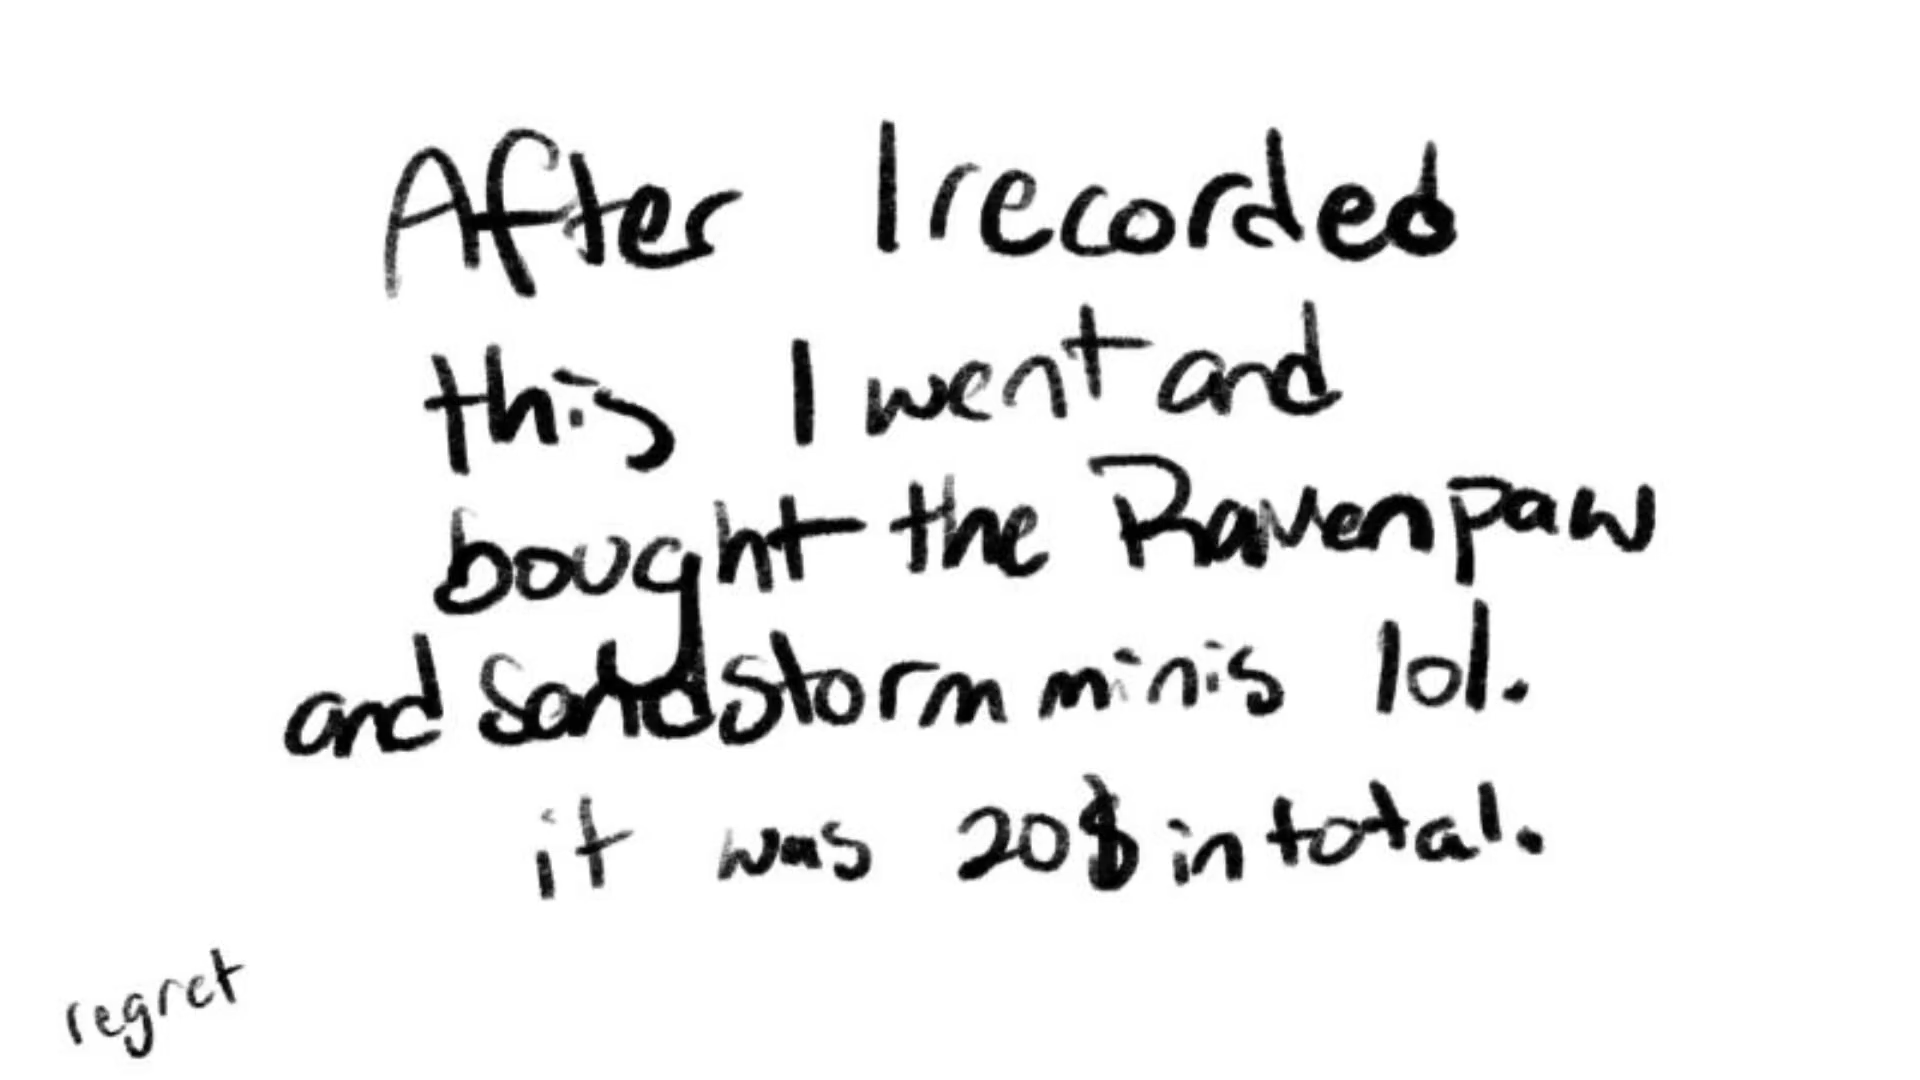 After I recorded
this I went and
bought the Ravenpaw
and Sandstorm minis lol.
it was 20$ in total.
regret